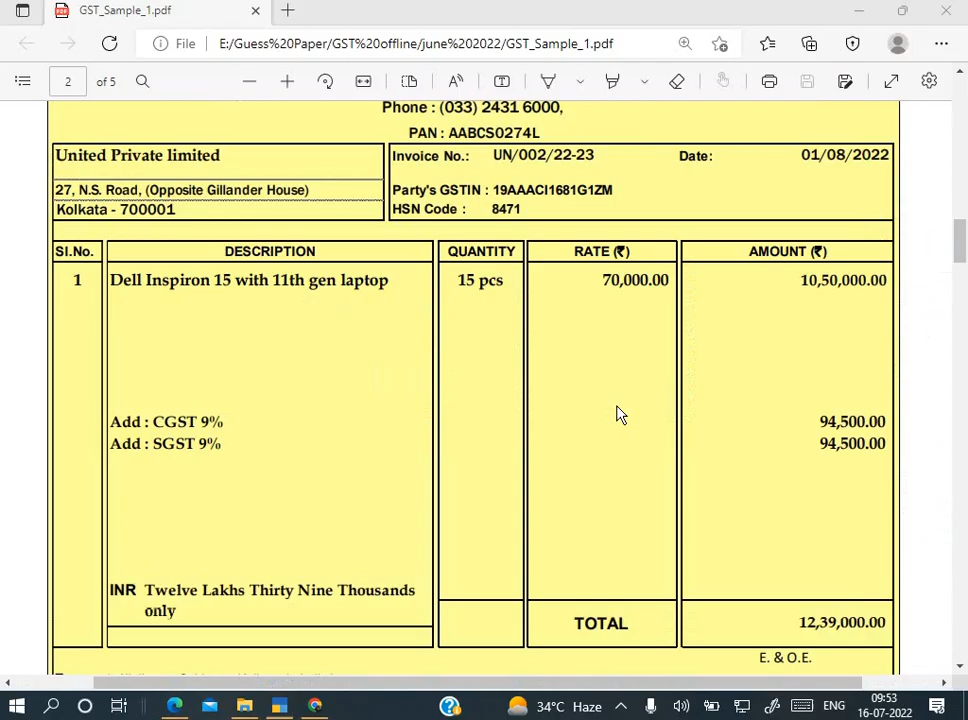 GST_Sample_1.pdf
File E:/Guess%20Paper/GST%20offline/june%202022/GST_Sample_1.pdf
2 of 5
Phone : (033) 2431 6000,
PAN : AABCS0274L
United Private limited
Invoice No.: UN/002/22-23 Date: 01/08/2022
27, N.S. Road, (Opposite Gillander House)
Party's GSTIN : 19AAACI1681G1ZM
Kolkata - 700001
HSN Code : 8471
SI.No. DESCRIPTION QUANTITY RATE (₹) AMOUNT (₹)
1 Dell Inspiron 15 with 11th gen laptop 15 pcs 70,000.00 10,50,000.00
Add : CGST 9% 94,500.00
Add : SGST 9% 94,500.00
INR Twelve Lakhs Thirty Nine Thousands
only
TOTAL 12,39,000.00
E. & O.E.
34°C Haze ENG 09:53
16-07-2022